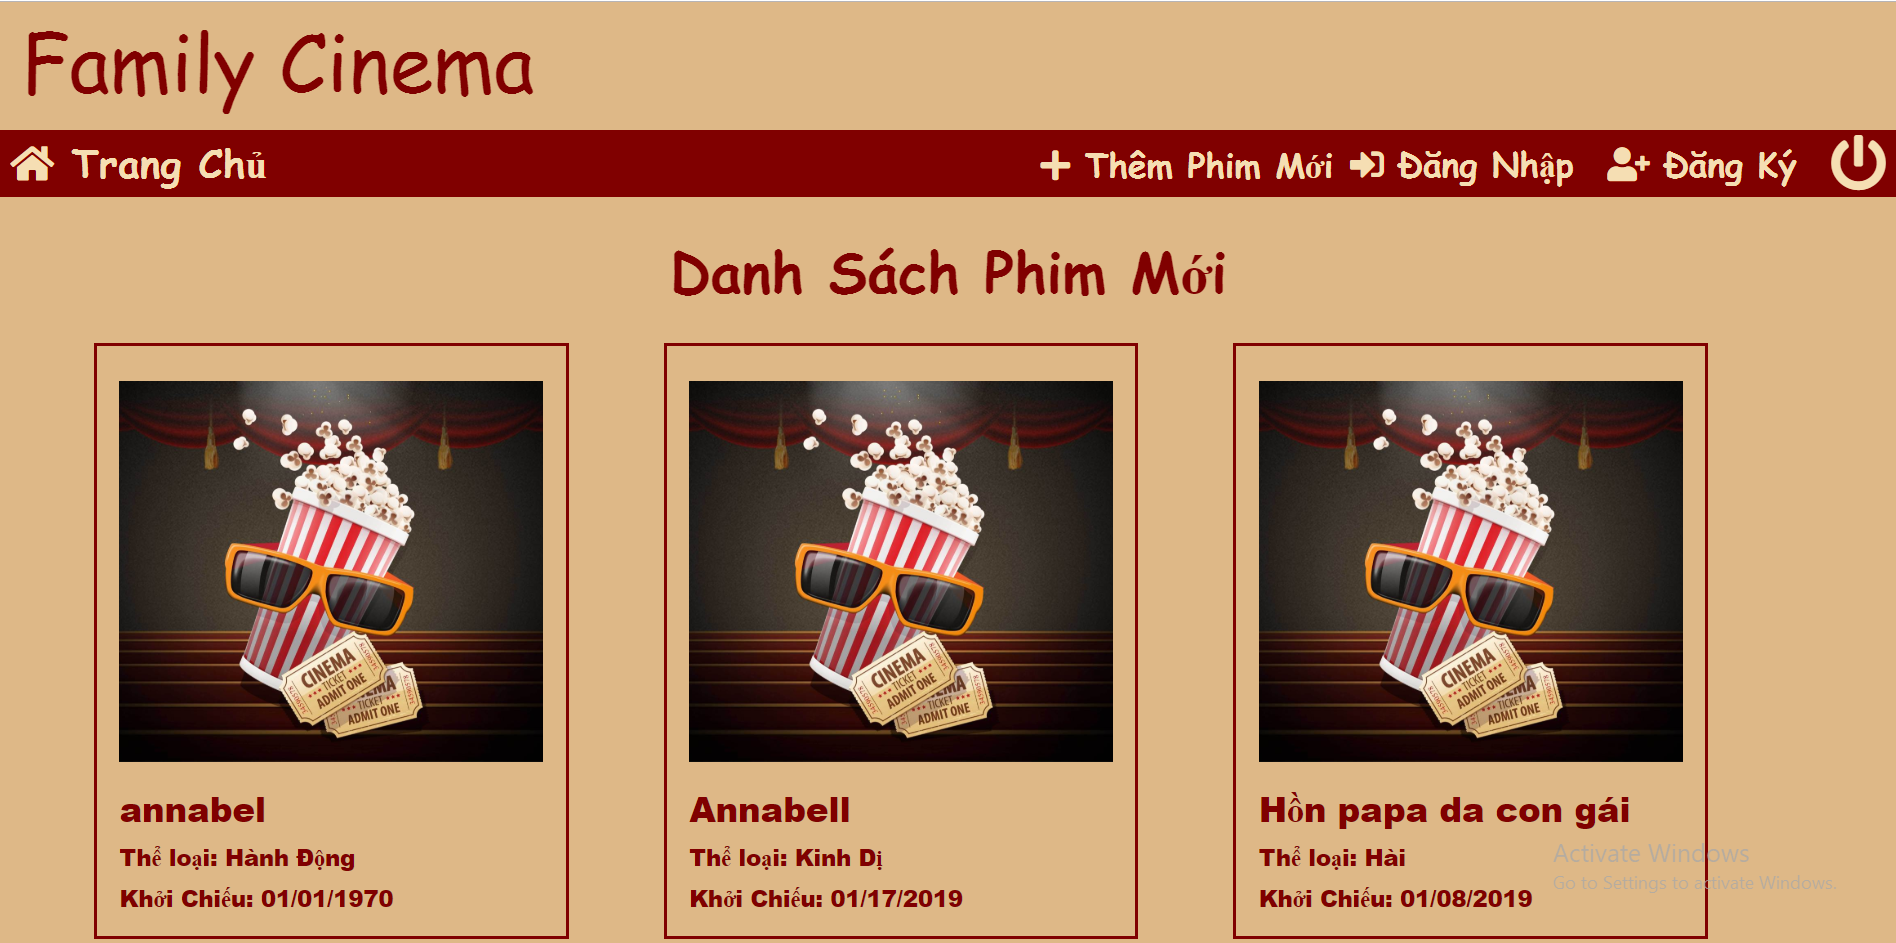 Family Cinema
Trang Chủ
Thêm Phim Mới Đăng Nhập Đăng Ký
Danh Sách Phim Mới
CINEMA
TICKET
ADMIT ONE
34590578
CINEMA
TICKET
ADMIT ONE
CINEMA
TICKET
ADMIT ONE
34590578
CINEMA
TICKET
ADMIT ONE
CINEMA
TICKET
ADMIT ONE
34590578
CINEMA
TICKET
ADMIT ONE
annabel
Thể loại: Hành Động
Khởi Chiếu: 01/01/1970
Annabell
Thể loại: Kinh Dị
Khởi Chiếu: 01/17/2019
Hồn papa da con gái
Thể loại: Hài
Khởi Chiếu: 01/08/2019
Activate Windows
Go to Settings to activate Windows.